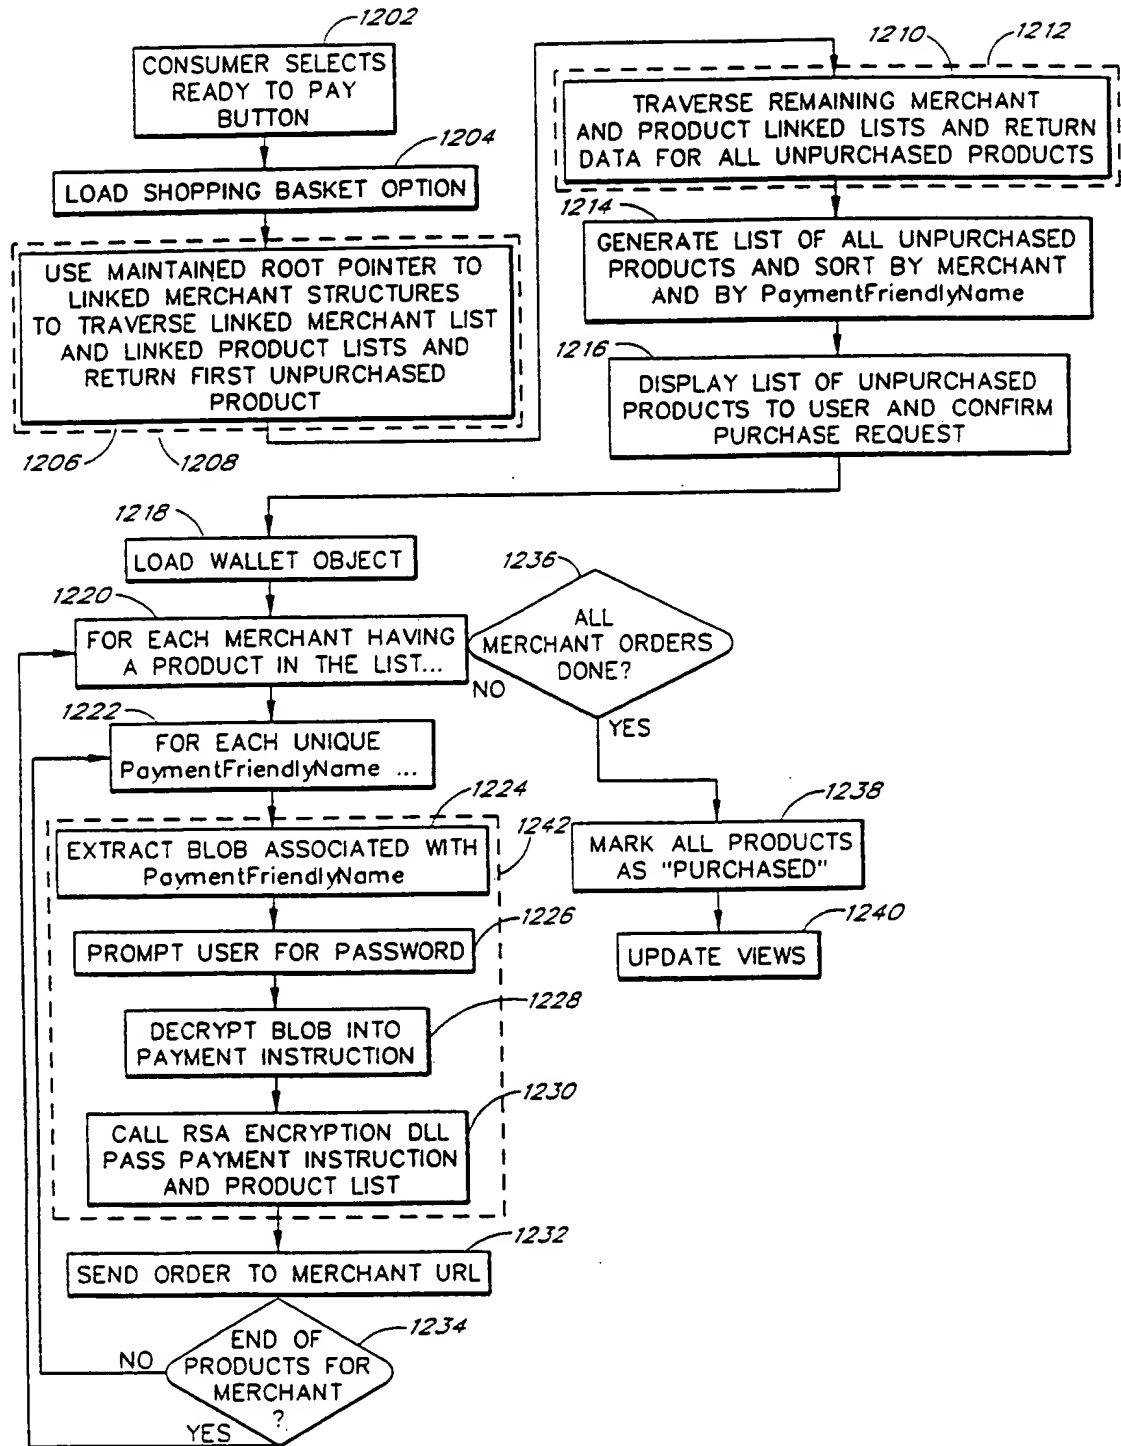 1202
CONSUMER SELECTS
READY TO PAY
BUTTON
1204
LOAD SHOPPING BASKET OPTION
USE MAINTAINED ROOT POINTER TO
LINKED MERCHANT STRUCTURES
TO TRAVERSE LINKED MERCHANT LIST
AND LINKED PRODUCT LISTS AND
RETURN FIRST UNPURCHASED
PRODUCT
1206
1208
1210
1212
TRAVERSE REMAINING MERCHANT
AND PRODUCT LINKED LISTS AND RETURN
DATA FOR ALL UNPURCHASED PRODUCTS
1214
GENERATE LIST OF ALL UNPURCHASED
PRODUCTS AND SORT BY MERCHANT
AND BY PaymentFriendlyName
1216
DISPLAY LIST OF UNPURCHASED
PRODUCTS TO USER AND CONFIRM
PURCHASE REQUEST
1218
LOAD WALLET OBJECT
1220
FOR EACH MERCHANT HAVING
A PRODUCT IN THE LIST...
1236
ALL
MERCHANT ORDERS
DONE?
NO
YES
1222
FOR EACH UNIQUE
PaymentFriendlyName ...
1224
1242
EXTRACT BLOB ASSOCIATED WITH
PaymentFriendlyName
1226
PROMPT USER FOR PASSWORD
1228
DECRYPT BLOB INTO
PAYMENT INSTRUCTION
1230
CALL RSA ENCRYPTION DLL
PASS PAYMENT INSTRUCTION
AND PRODUCT LIST
1232
SEND ORDER TO MERCHANT URL
1234
END OF
PRODUCTS FOR
MERCHANT
?
NO
YES
1238
MARK ALL PRODUCTS
AS "PURCHASED"
1240
UPDATE VIEWS